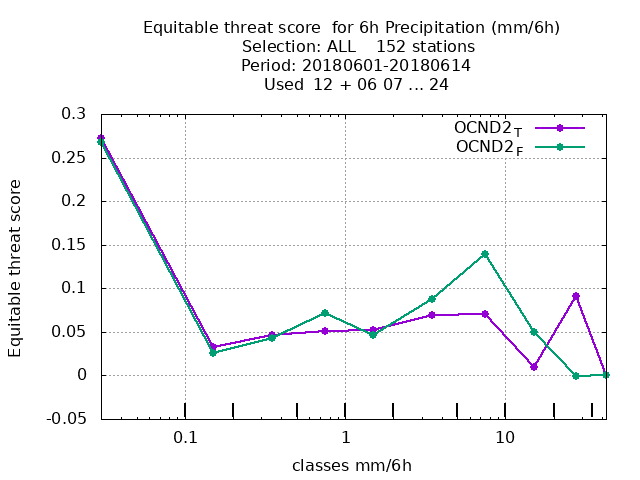 Equitable threat score  for 6h Precipitation (mm/6h)
Selection: ALL    152 stations
Period: 20180601-20180614
Used  12 + 06 07 ... 24
OCND2T
OCND2F
0.3
0.25
0.2
0.15
0.1
0.05
0
-0.05
Equitable threat score
0.1 1 10
classes mm/6h